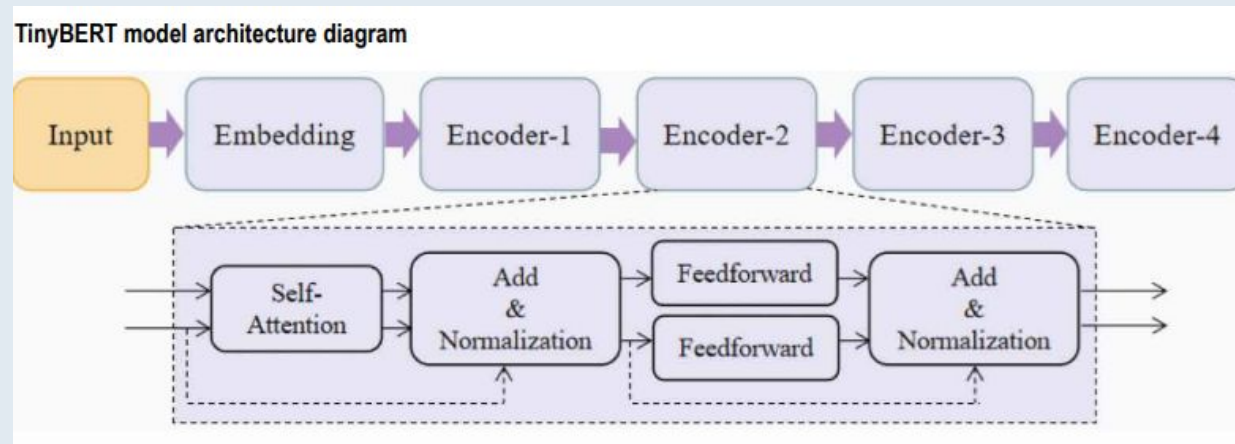 TinyBERT model architecture diagram
Input
Embedding
Encoder-1
Encoder-2
Encoder-3
Encoder-4
Self-
Attention
Add
&
Normalization
Feedforward
Feedforward
Add
&
Normalization